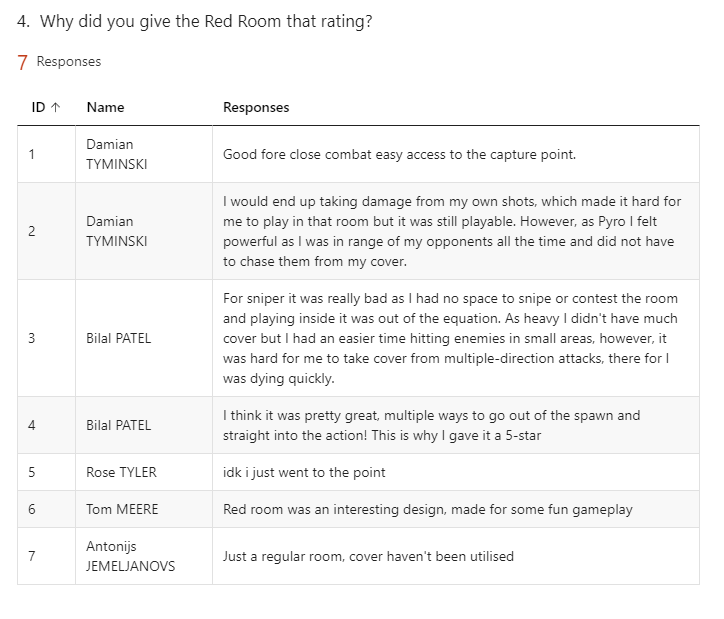 4. Why did you give the Red Room that rating?
7 Responses
ID ↑ Name Responses
1 Damian TYMINSKI Good fore close combat easy access to the capture point.
2 Damian TYMINSKI I would end up taking damage from my own shots, which made it hard for
me to play in that room but it was still playable. However, as Pyro I felt
powerful as I was in range of my opponents all the time and did not have
to chase them from my cover.
3 Bilal PATEL For sniper it was really bad as I had no space to snipe or contest the room
and playing inside it was out of the equation. As heavy I didn't have much
cover but I had an easier time hitting enemies in small areas, however, it
was hard for me to take cover from multiple-direction attacks, there for I
was dying quickly.
4 Bilal PATEL I think it was pretty great, multiple ways to go out of the spawn and
straight into the action! This is why I gave it a 5-star
5 Rose TYLER idk i just went to the point
6 Tom MEERE Red room was an interesting design, made for some fun gameplay
7 Antonijs JEMELJANOVS Just a regular room, cover haven't been utilised